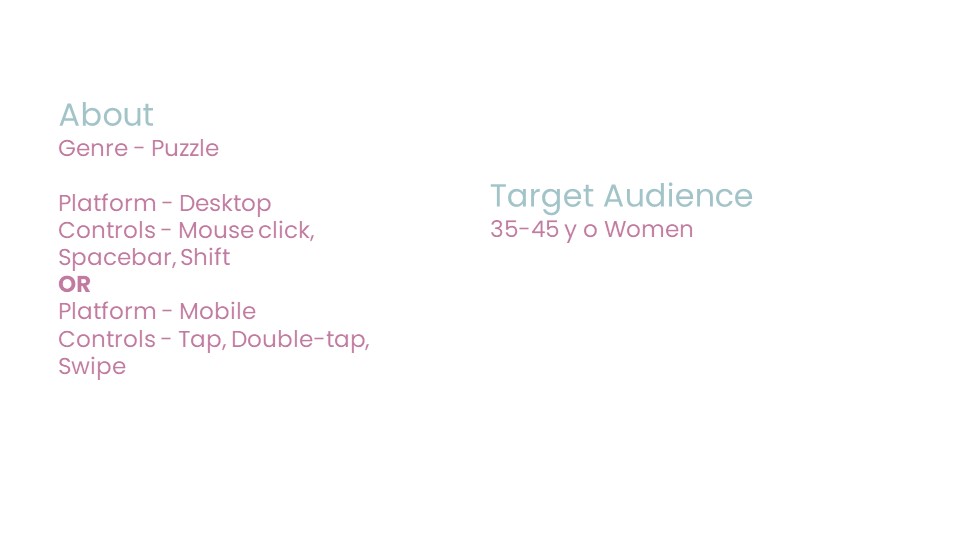 About
Genre - Puzzle
Platform - Desktop
Controls - Mouse click,
Spacebar, Shift
OR
Platform - Mobile
Controls - Tap, Double-tap,
Swipe
Target Audience
35-45 y o Women